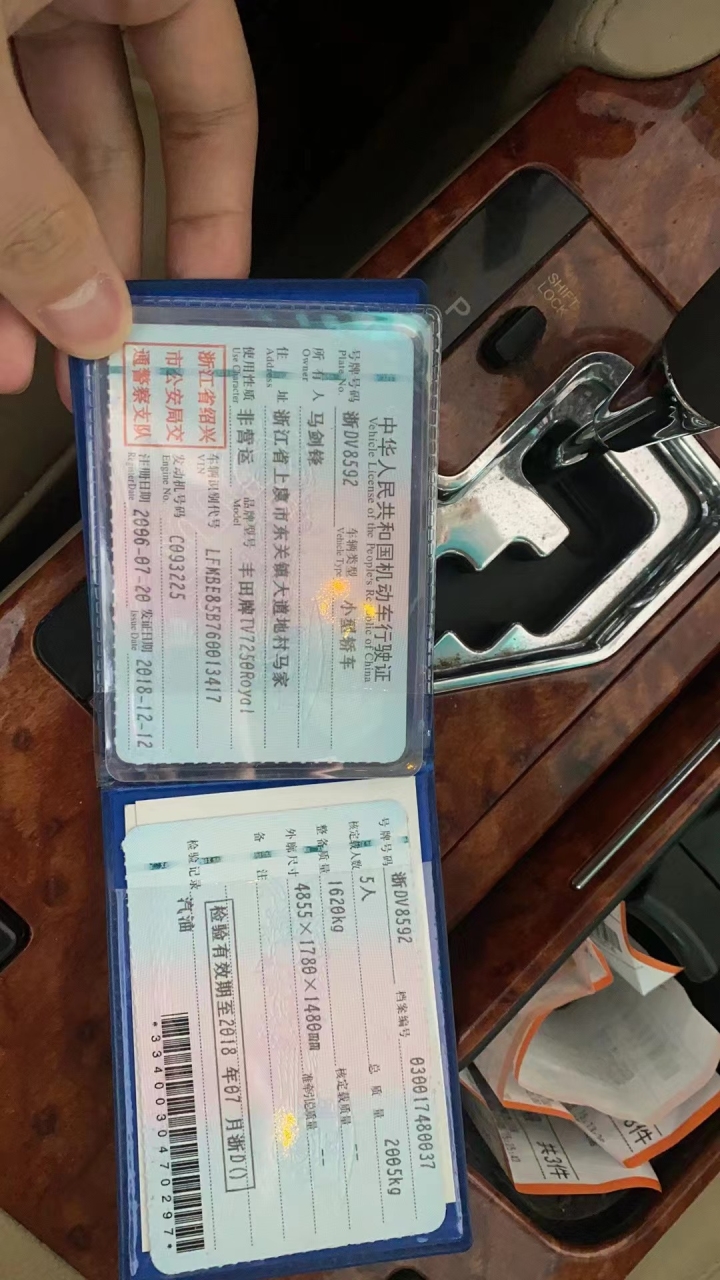 中华人民共和国机动车行驶证
Vehicle License of the People's Republic of China
号牌号码 浙DV8592 车辆类型 小型轿车
Plate No. Vehicle Type
所有人 马剑锋
Owner
住址 浙江省上虞市东关镇大道地村马家
Address
使用性质 非营运 品牌型号 丰田牌TV7250Royal
Use Character Model
浙江省绍兴
市公安局交
通警察支队
车辆识别代号 LFMBE85B760013417
VIN
发动机号码 C093225
Engine No.
注册日期 2006-07-20 发证日期 2018-12-12
Register Date Issue Date
号牌号码 浙DV8592 档案编号 030017480037
核定载人数 5人 总质量 2005kg
整备质量 1620kg 核定载质量 --
外廓尺寸 4855×1780×1480mm 准牵引总质量 --
备注
检验有效期至2018年07月浙D()
检验记录 汽油
*3340030470297*
P
SHIFT
LOCK
共3件